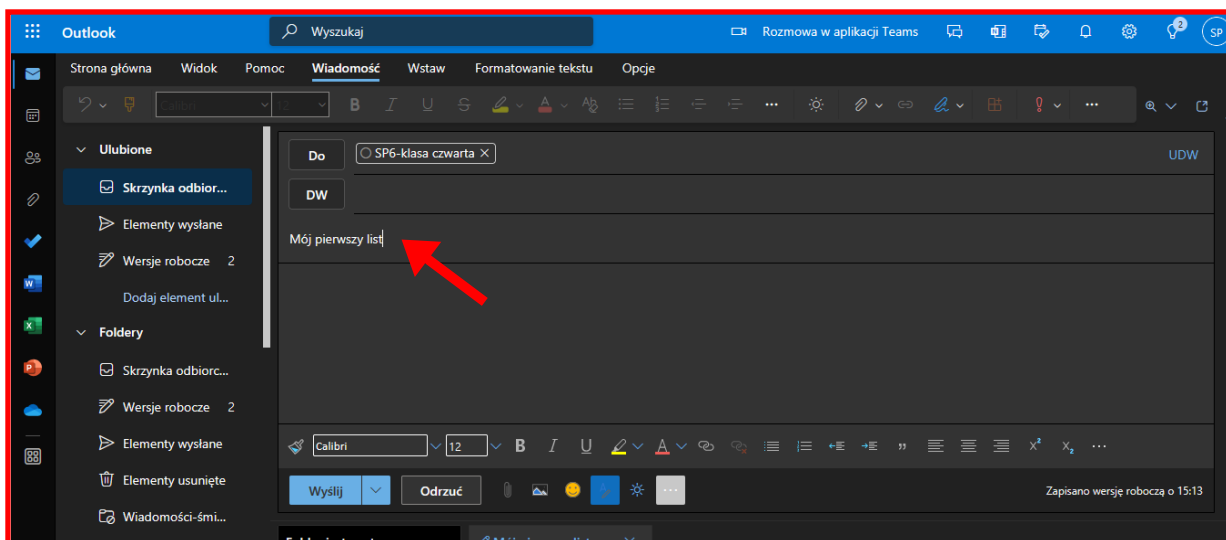 Outlook
Wyszukaj
Rozmowa w aplikacji Teams
2
SP
Strona główna Widok Pomoc Wiadomość Wstaw Formatowanie tekstu Opcje
Calibri 12
Ulubione
Skrzynka odbior...
Elementy wysłane
Wersje robocze 2
Dodaj element ul...
Foldery
Skrzynka odbiorc...
Wersje robocze 2
Elementy wysłane
Elementy usunięte
Wiadomości-śmi...
Do SP6-klasa czwarta UDW
DW
Mój pierwszy list
Calibri 12
Wyślij Odrzuć Zapisano wersję roboczą o 15:13